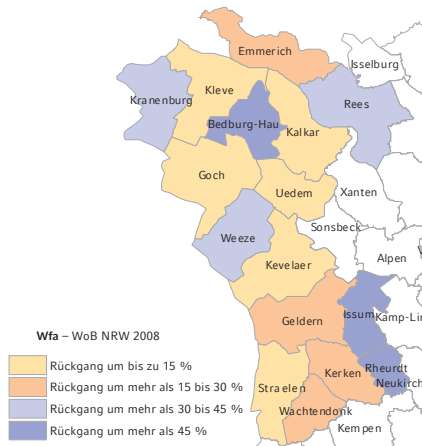 Emmerich
Isselburg
Kleve
Kranenburg
Rees
Bedburg-Hau
Kalkar
Goch
Uedem
Xanten
Sonsbeck
Weeze
Alpen
Kevelaer
Issum
Kamp-Lin
Geldern
Wfa – WoB NRW 2008
Rheurdt
Rückgang um bis zu 15 %
Kerken
Neukirch
Rückgang um mehr als 15 bis 30 %
Straelen
Rückgang um mehr als 30 bis 45 %
Wachtendonk
Rückgang um mehr als 45 %
Kempen